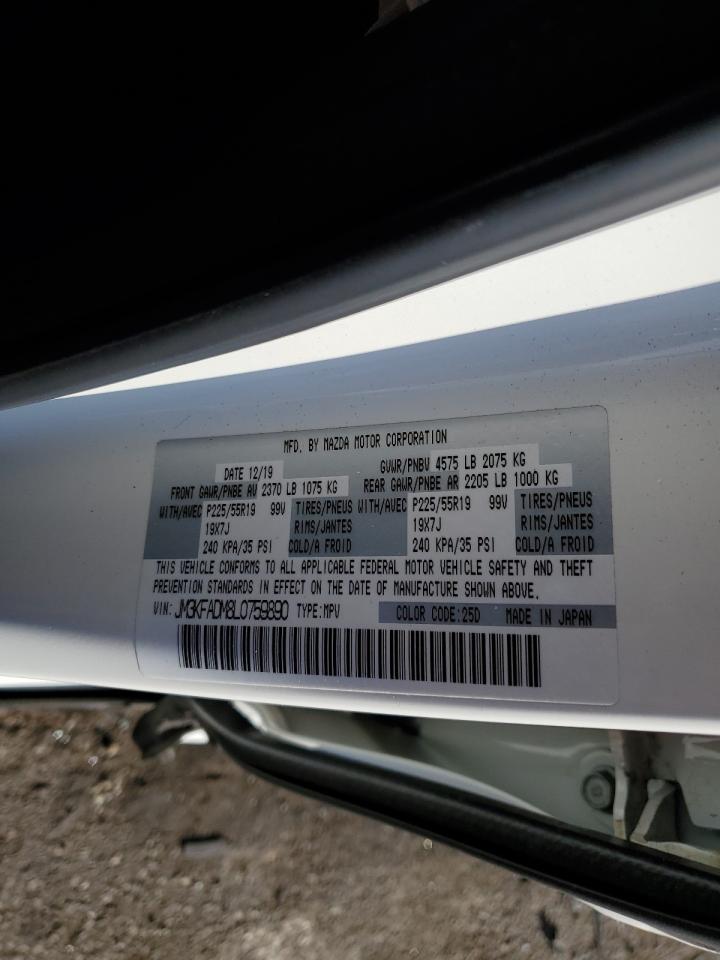 MFD. BY MAZDA MOTOR CORPORATION
DATE 12/19 GVWR/PNBV 4575 LB 2075 KG
FRONT GAWR/PNBE AV 2370 LB 1075 KG REAR GAWR/PNBE AR 2205 LB 1000 KG
WITH/AVEC P225/55R19 99V TIRES/PNEUS WITH/AVEC P225/55R19 99V TIRES/PNEUS
19X7J RIMS/JANTES 19X7J RIMS/JANTES
240 KPA/35 PSI COLD/A FROID 240 KPA/35 PSI COLD/A FROID
THIS VEHICLE CONFORMS TO ALL APPLICABLE FEDERAL MOTOR VEHICLE SAFETY AND THEFT
PREVENTION STANDARDS IN EFFECT ON THE DATE OF MANUFACTURE SHOWN ABOVE.
VIN: JM3KFADM8L0759890 TYPE:MPV COLOR CODE:25D MADE IN JAPAN